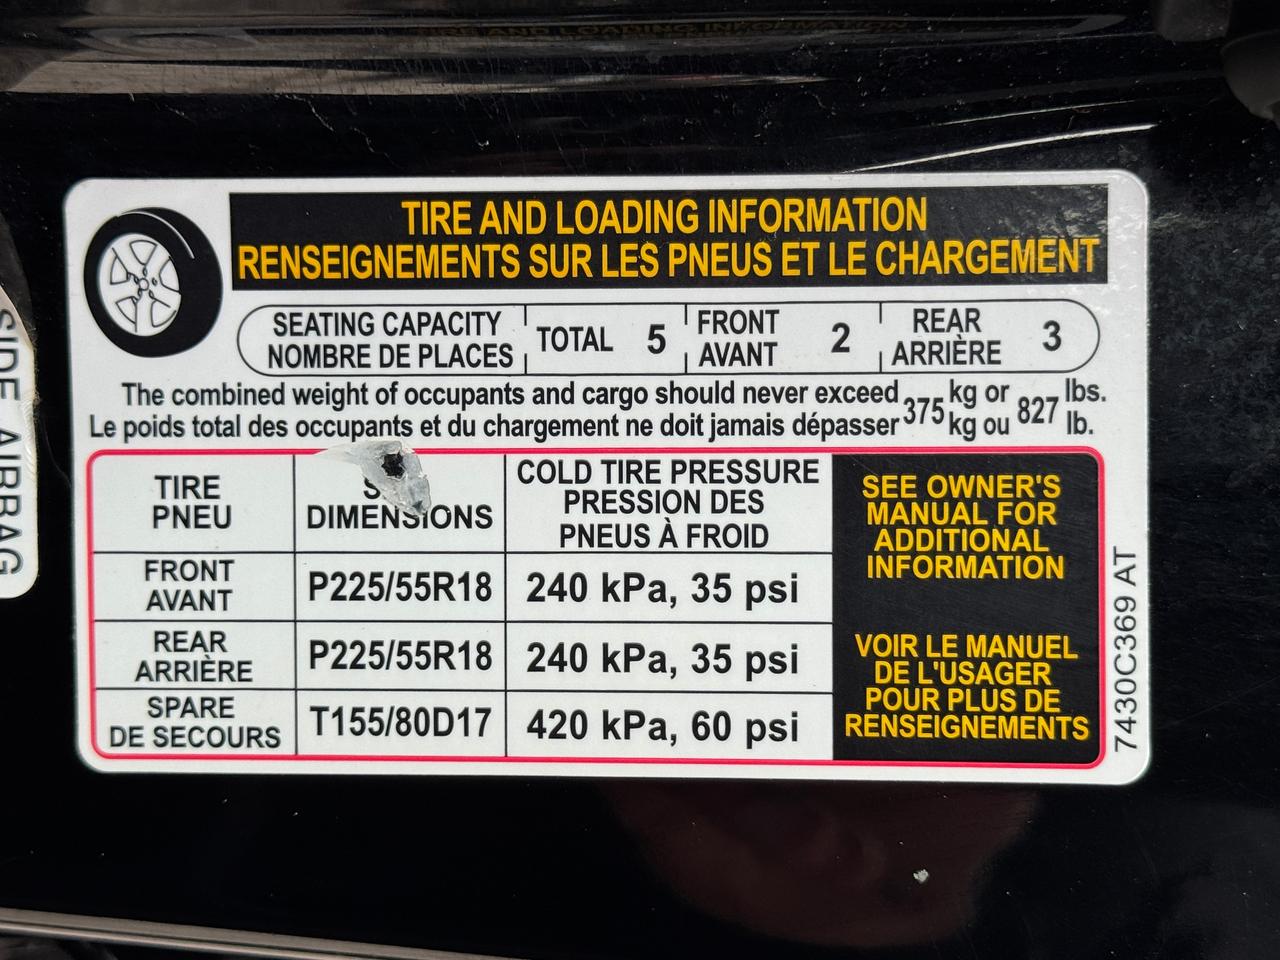 TIRE AND LOADING INFORMATION
RENSEIGNEMENTS SUR LES PNEUS ET LE CHARGEMENT
SEATING CAPACITY
NOMBRE DE PLACES
TOTAL 5
FRONT
AVANT
2
REAR
ARRIÈRE
3
The combined weight of occupants and cargo should never exceed 375 kg or 827 lbs.
Le poids total des occupants et du chargement ne doit jamais dépasser 375 kg ou 827 lb.
TIRE
PNEU
DIMENSIONS
COLD TIRE PRESSURE
PRESSION DES
PNEUS À FROID
FRONT
AVANT
P225/55R18
240 kPa, 35 psi
REAR
ARRIÈRE
P225/55R18
240 kPa, 35 psi
SPARE
DE SECOURS
T155/80D17
420 kPa, 60 psi
SEE OWNER'S
MANUAL FOR
ADDITIONAL
INFORMATION
VOIR LE MANUEL
DE L'USAGER
POUR PLUS DE
RENSEIGNEMENTS
7430C369 AT
SIDE AIRBAG